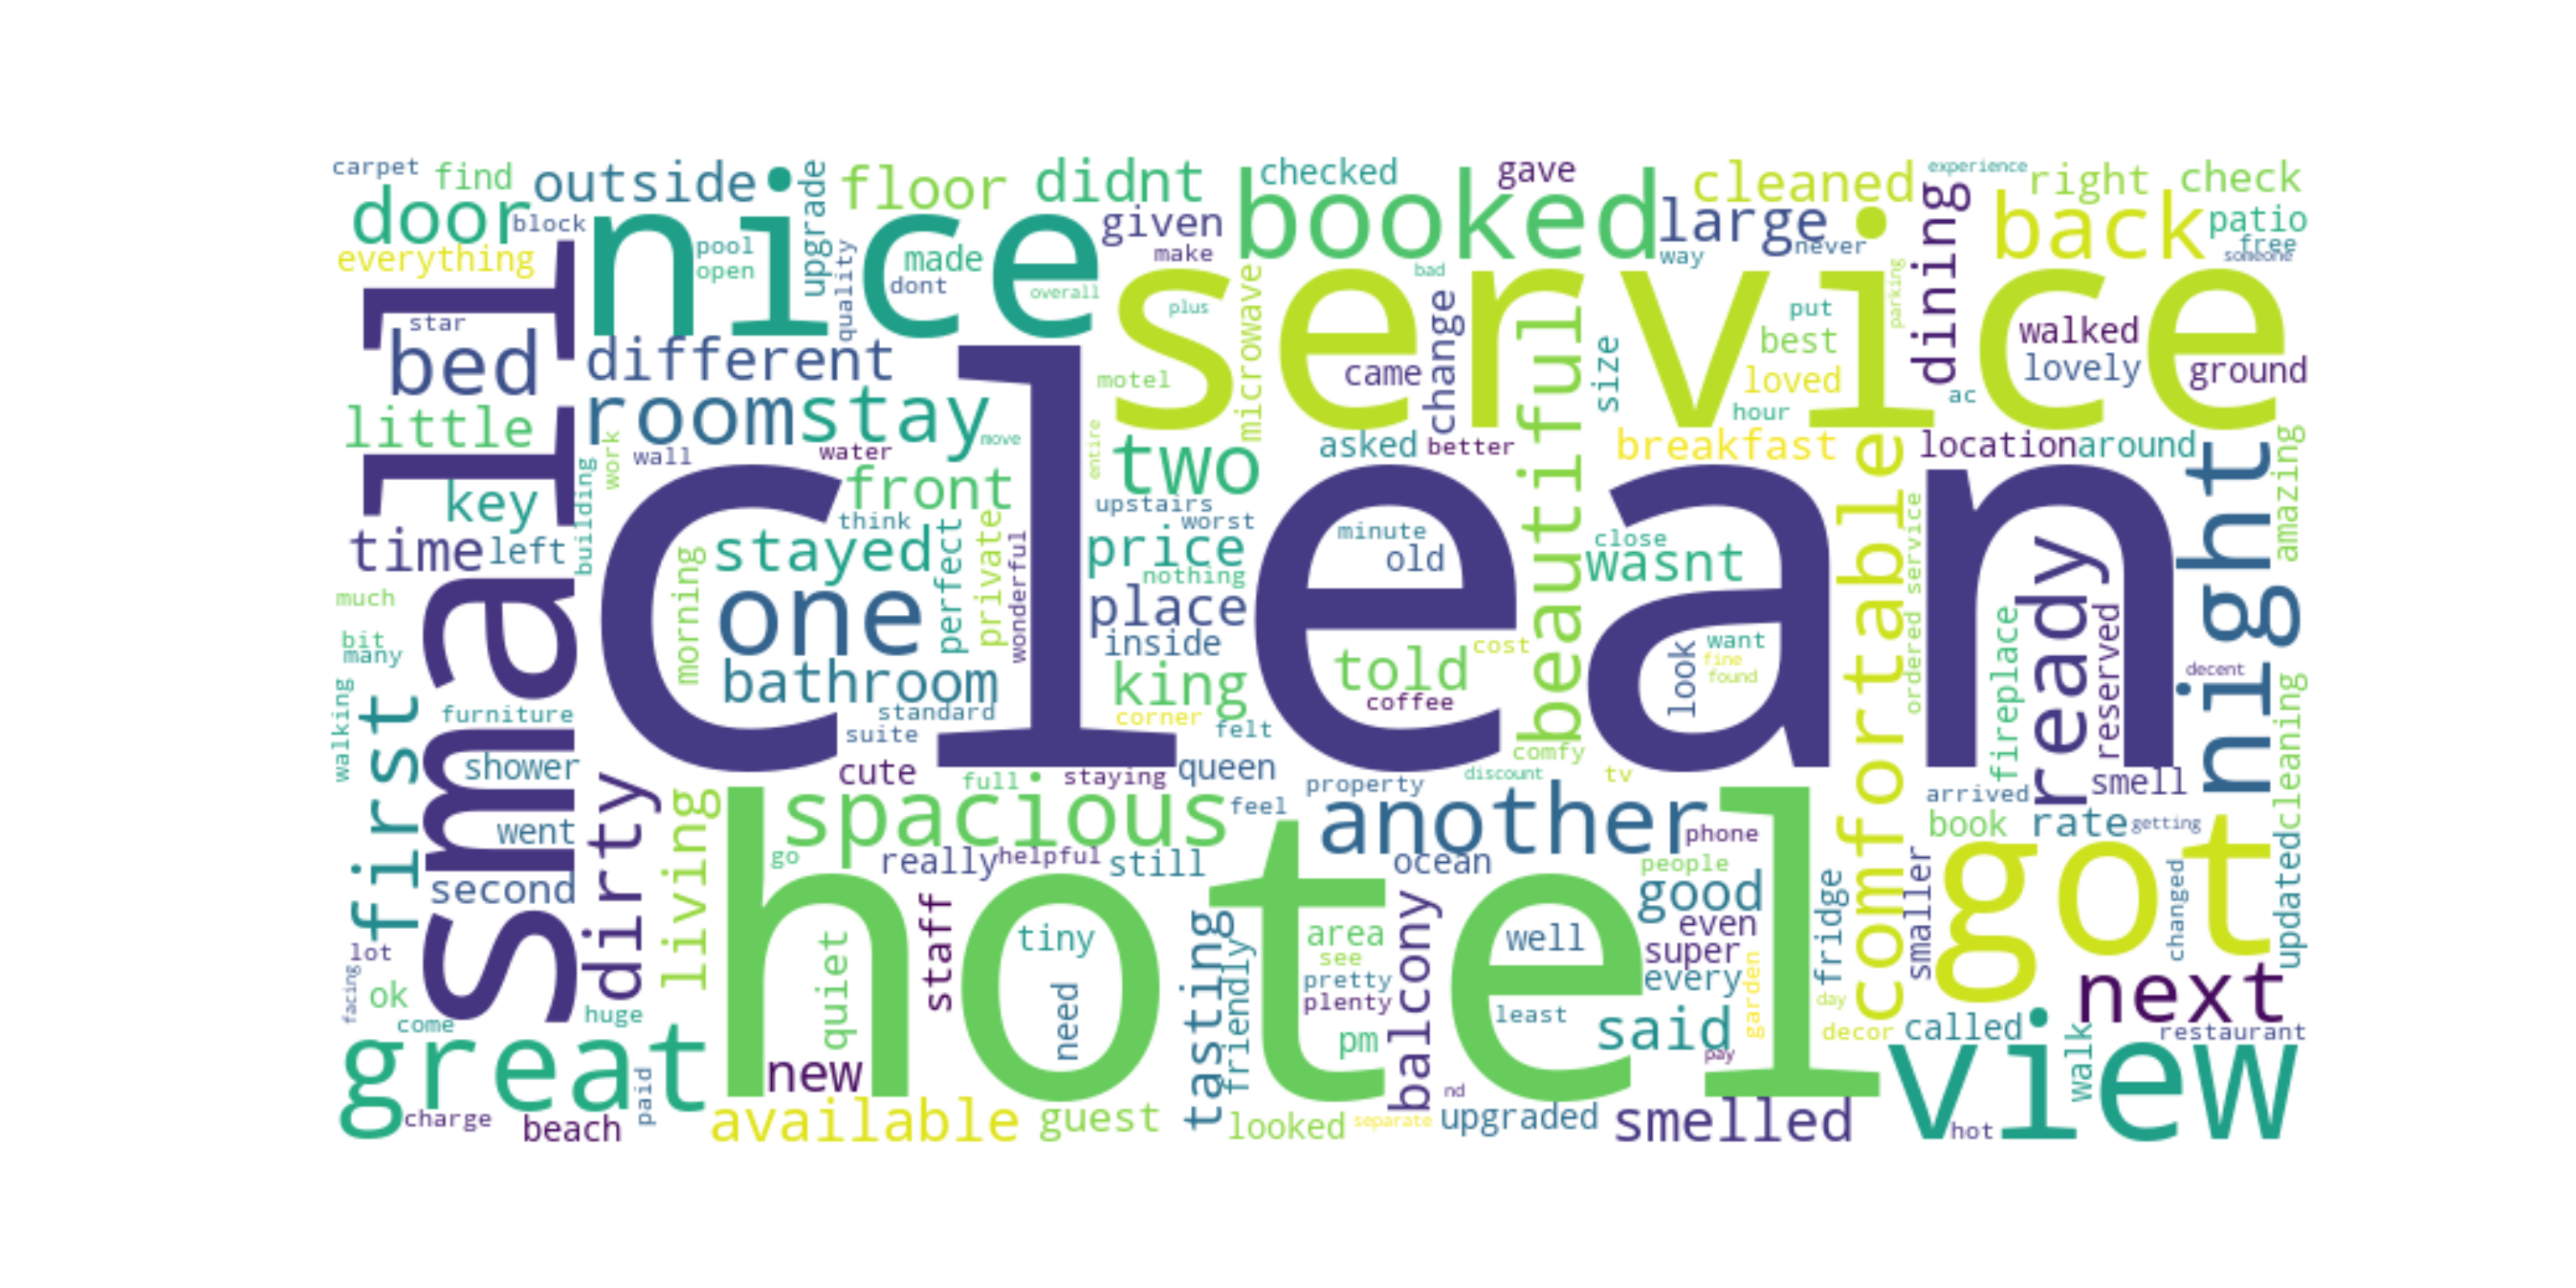 carpet find outside upgrade floor didnt checked gave cleaned experience right check
door block nice given booked large dining back patio
everything pool open quality made dont make overall microwave bad way never parking free someone
small star bed different service plus change put best size walked lovely ground
little room stay move motel came beautiful loved hour ac
work wall water entire two asked better breakfast location around amazing
key building clean front upstairs worst think minute comfortable night
time left morning stayed perfect private wonderful price nothing old close wasnt ordered service ready
much one place inside look want fine found fireplace reserved decent
bit many bathroom king told cost coffee
walking first furniture standard suite corner felt comfy cleaning
shower dirty cute full staying queen property discount tv arrived smell
went living hotel spacious feel another phone book rate getting
second go really helpful still ocean people smaller got updated
lot quiet staff tiny tasting friendly area see pretty plenty balcony well good even super every fridge changed
facing ok huge need least garden day next
come great new pm said pay decor called view walk restaurant
charge beach paid available guest looked separate nd upgraded smelled hot